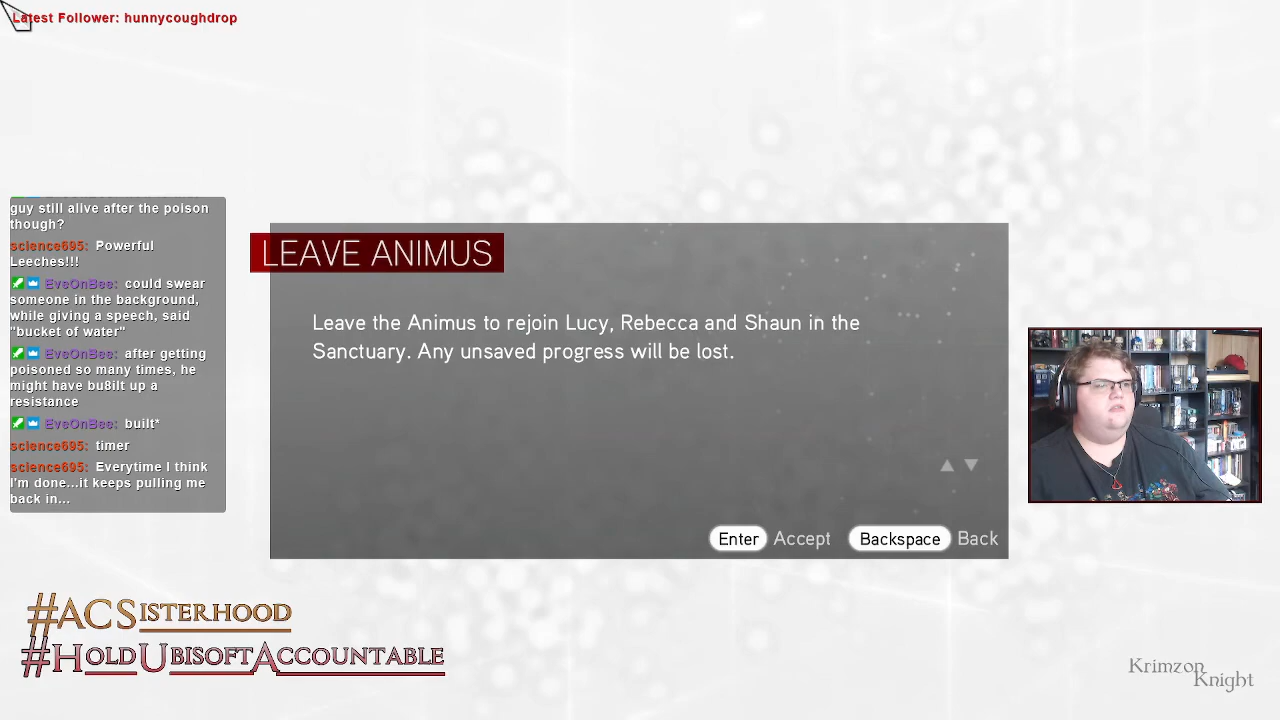 Latest Follower: hunnycoughdrop
guy still alive after the poison
though?
science695: Powerful
Leeches!!!
EveOnBee: could swear
someone in the background,
while giving a speech, said
"bucket of water"
EveOnBee: after getting
poisoned so many times, he
might have bu8ilt up a
resistance
EveOnBee: built*
science695: timer
science695: Everytime I think
I'm done...it keeps pulling me
back in...
LEAVE ANIMUS
Leave the Animus to rejoin Lucy, Rebecca and Shaun in the
Sanctuary. Any unsaved progress will be lost.
Enter Accept Backspace Back
#ACSisterhood
#HoldUbisoftAccountable
Krimzon
Knight